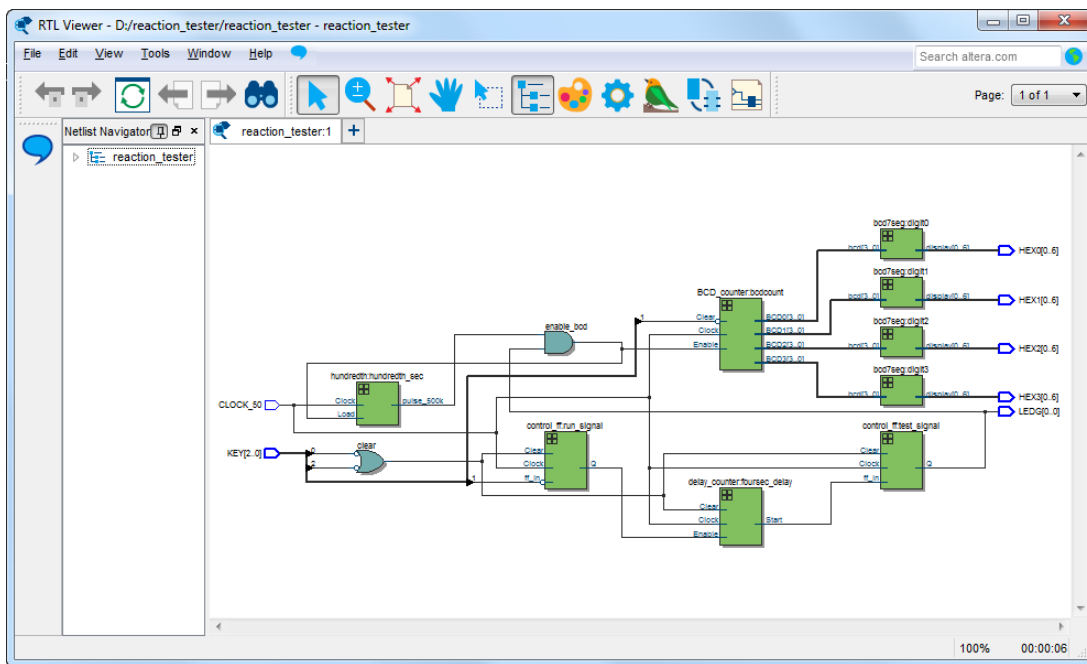 RTL Viewer - D:/reaction_tester/reaction_tester - reaction_tester
File Edit View Tools Window Help
Search altera.com
Page: 1 of 1
Netlist Navigator
reaction_tester:1
reaction_tester
bcd7seg:digit0
bcd[3..0] display[0..6] HEX0[0..6]
bcd7seg:digit1
BCD_counter:bcdcount
bcd[3..0] display[0..6] HEX1[0..6]
1
Clear BCD0[3..0]
enable_bcd
Clock BCD1[3..0]
bcd7seg:digit2
Enable BCD2[3..0]
bcd[3..0] display[0..6] HEX2[0..6]
BCD3[3..0]
bcd7seg:digit3
hundredth:hundredth_sec
bcd[3..0] display[0..6] HEX3[0..6]
CLOCK_50 Clock pulse_500k
Load
LEDG[0..0]
control_ff:run_signal
control_ff:test_signal
clear
KEY[2..0] 0
2
Clear
Clock Q
1 ff_in
Clear
Clock Q
ff_in
delay_counter:foursec_delay
Clear
Clock Start
Enable
100% 00:00:06